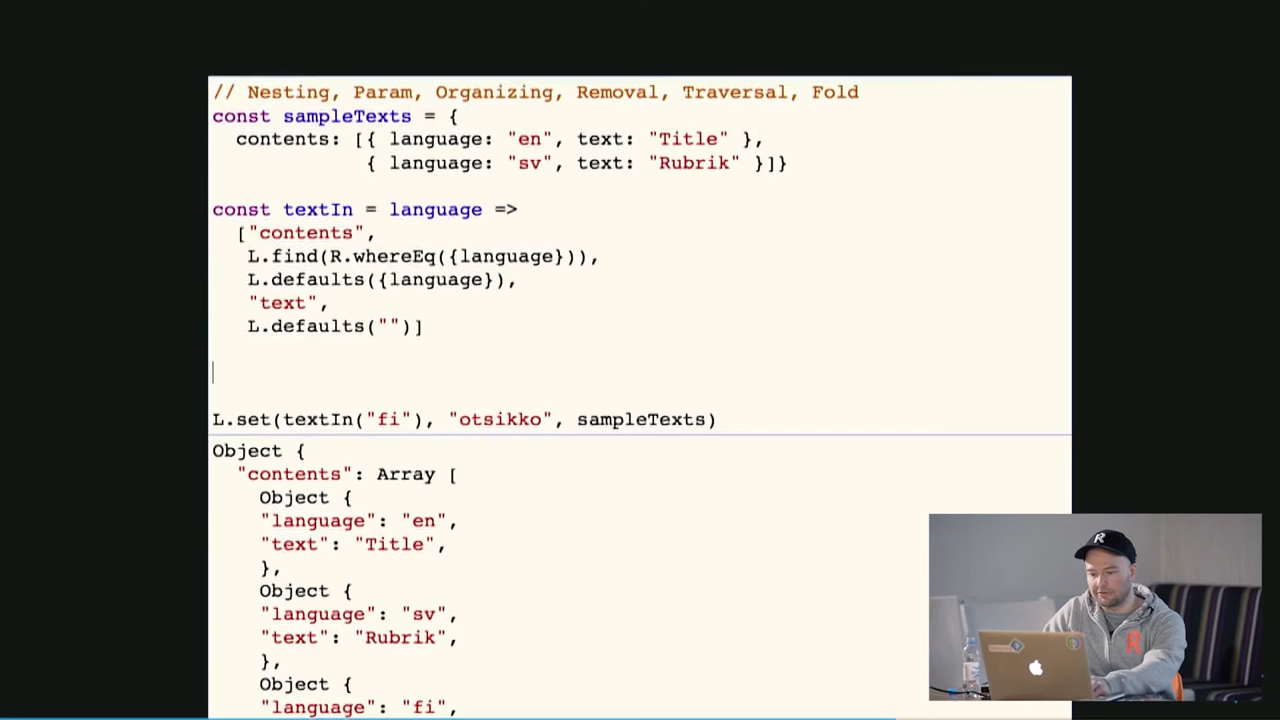 // Nesting, Param, Organizing, Removal, Traversal, Fold
const sampleTexts = {
  contents: [{ language: "en", text: "Title" },
             { language: "sv", text: "Rubrik" }]}
const textIn = language =>
  ["contents",
   L.find(R.whereEq({language})),
   L.defaults({language}),
   "text",
   L.defaults("")]
L.set(textIn("fi"), "otsikko", sampleTexts)
Object {
  "contents": Array [
    Object {
    "language": "en",
    "text": "Title",
    },
    Object {
    "language": "sv",
    "text": "Rubrik",
    },
    Object {
    "language": "fi",
R
R